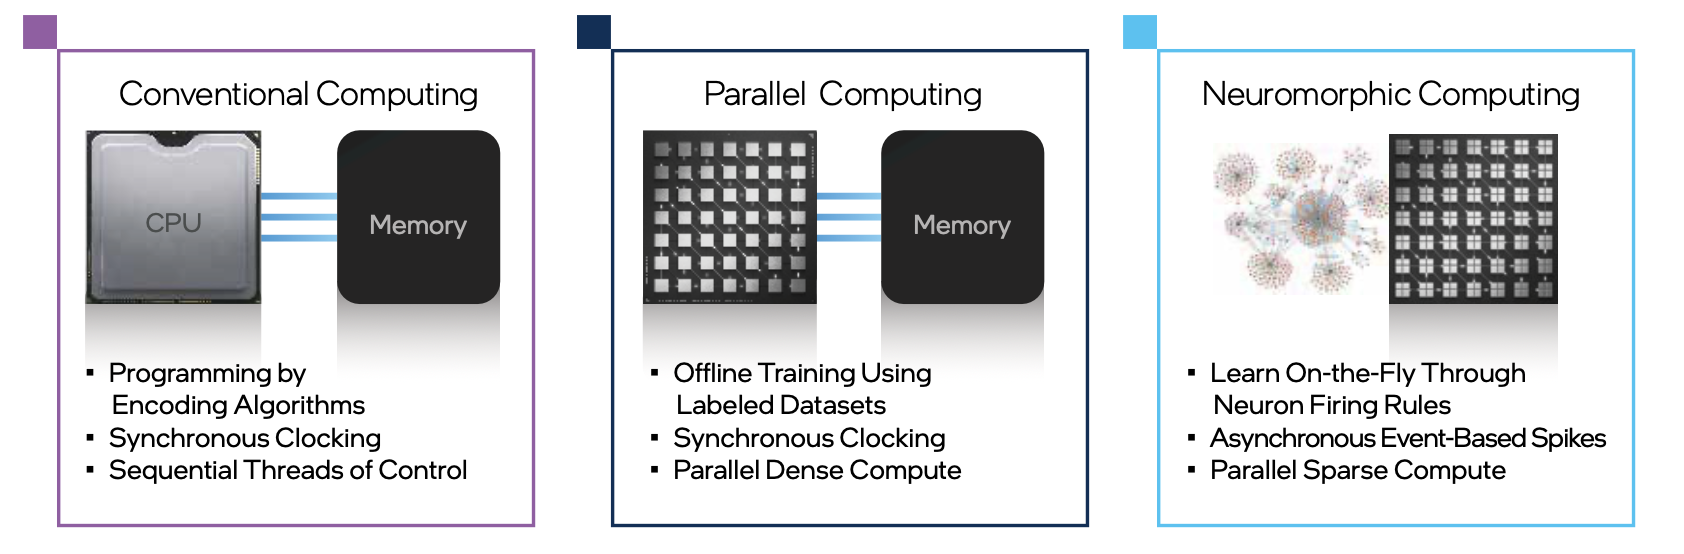 Conventional Computing
CPU
Memory
▪ Programming by
Encoding Algorithms
▪ Synchronous Clocking
▪ Sequential Threads of Control
Parallel Computing
Memory
▪ Offline Training Using
Labeled Datasets
▪ Synchronous Clocking
▪ Parallel Dense Compute
Neuromorphic Computing
▪ Learn On-the-Fly Through
Neuron Firing Rules
▪ Asynchronous Event-Based Spikes
▪ Parallel Sparse Compute